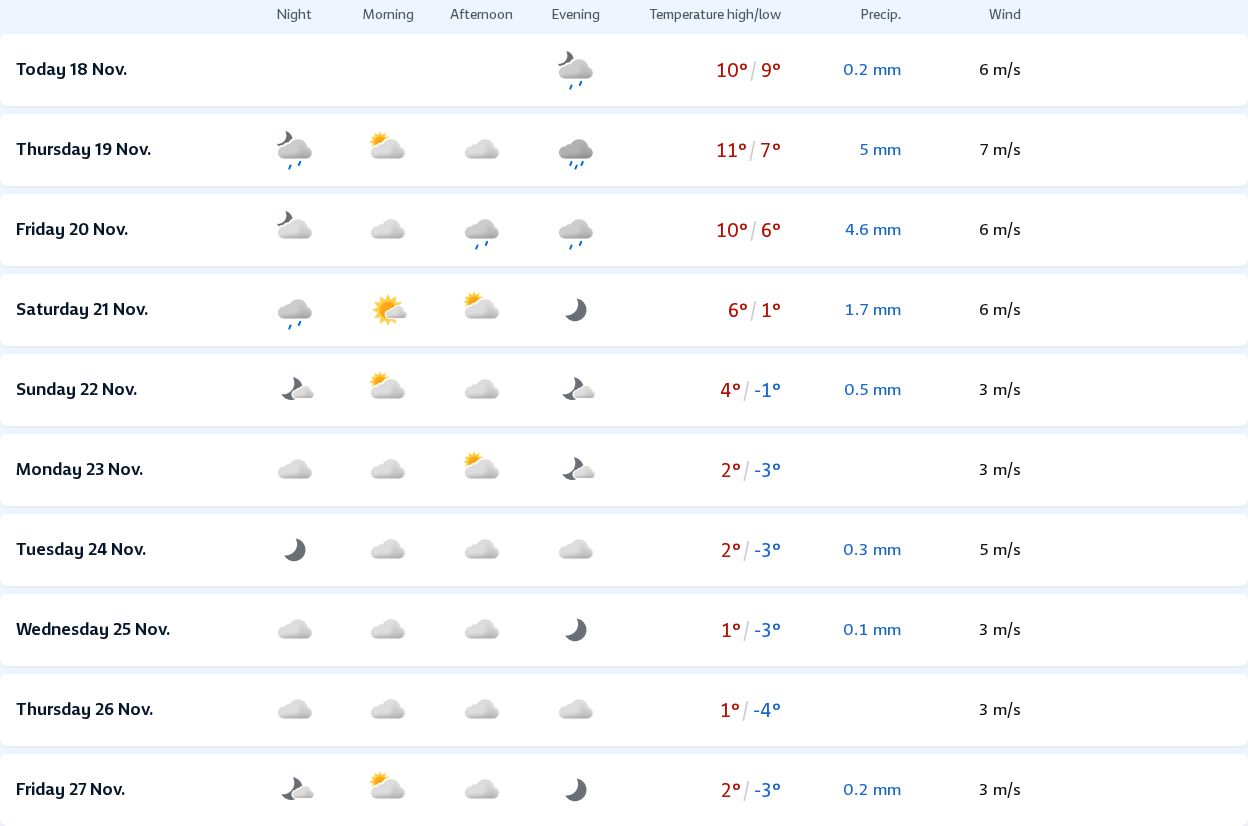 Night Morning Afternoon Evening Temperature high/low Precip. Wind
Today 18 Nov. 10°/9° 0.2 mm 6 m/s
Thursday 19 Nov. 11°/7° 5 mm 7 m/s
Friday 20 Nov. 10°/6° 4.6 mm 6 m/s
Saturday 21 Nov. 6°/1° 1.7 mm 6 m/s
Sunday 22 Nov. 4°/-1° 0.5 mm 3 m/s
Monday 23 Nov. 2°/-3° 3 m/s
Tuesday 24 Nov. 2°/-3° 0.3 mm 5 m/s
Wednesday 25 Nov. 1°/-3° 0.1 mm 3 m/s
Thursday 26 Nov. 1°/-4° 3 m/s
Friday 27 Nov. 2°/-3° 0.2 mm 3 m/s